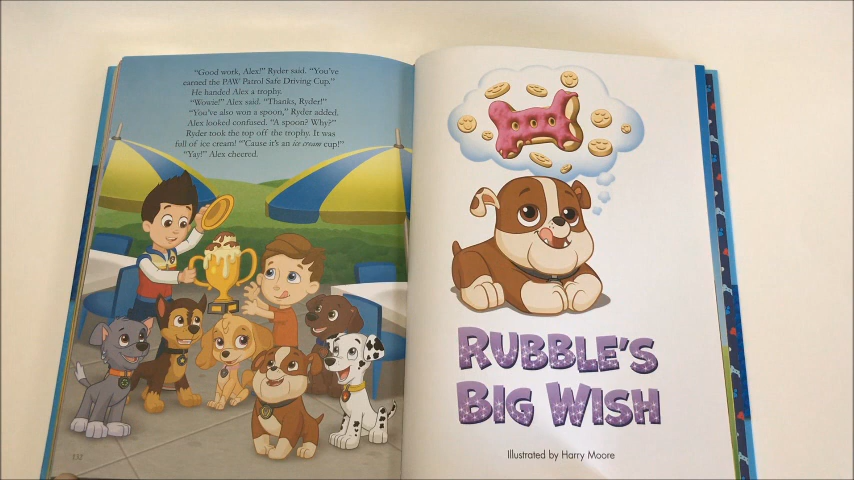 "Good work, Alex!" Ryder said. "You've
earned the PAW Patrol Safe Driving Cup."
He handed Alex a trophy.
"Wowie!" Alex said. "Thanks, Ryder!"
"You've also won a spoon," Ryder added.
Alex looked confused. "A spoon? Why?"
Ryder took the top off the trophy. It was
full of ice cream! "'Cause it's an ice cream cup!"
"Yay!" Alex cheered.
132
RUBBLE'S
BIG WISH
Illustrated by Harry Moore